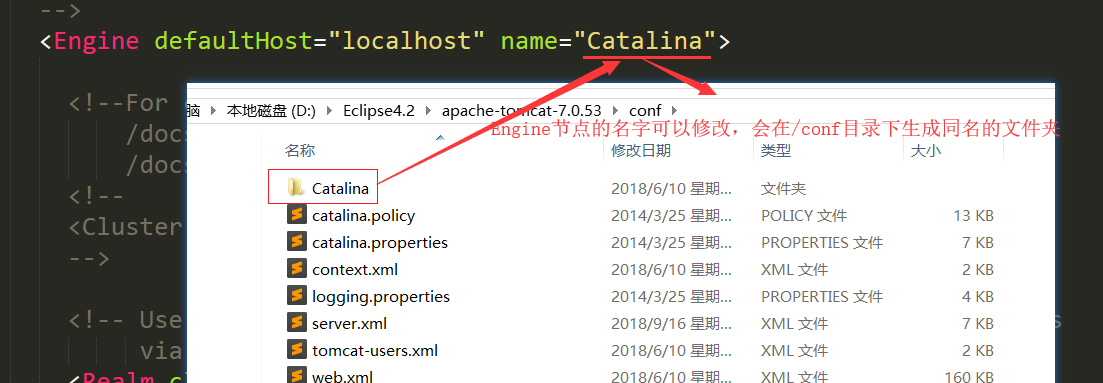 -->
<Engine defaultHost="localhost" name="Catalina">
<!--For
/docs
/docs
<!--
<Cluster
-->
<!-- Use
via
<Realm cl
脑 本地磁盘 (D:) Eclipse4.2 apache-tomcat-7.0.53 conf
Engine节点的名字可以修改，会在/conf目录下生成同名的文件夹
名称 修改日期 类型 大小
Catalina 2018/6/10 星期... 文件夹
catalina.policy 2014/3/25 星期... POLICY 文件 13 KB
catalina.properties 2014/3/25 星期... PROPERTIES 文件 7 KB
context.xml 2018/6/10 星期... XML 文件 2 KB
logging.properties 2014/3/25 星期... PROPERTIES 文件 4 KB
server.xml 2018/9/16 星期... XML 文件 7 KB
tomcat-users.xml 2018/6/10 星期... XML 文件 2 KB
web.xml 2018/6/10 星期... XML 文件 160 KB